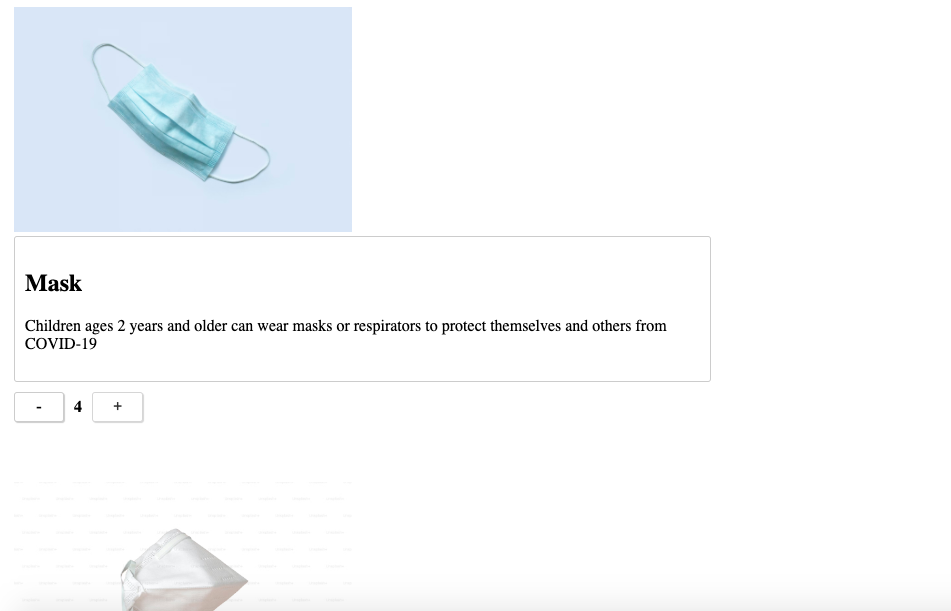 Mask
Children ages 2 years and older can wear masks or respirators to protect themselves and others from
COVID-19
- 4 +